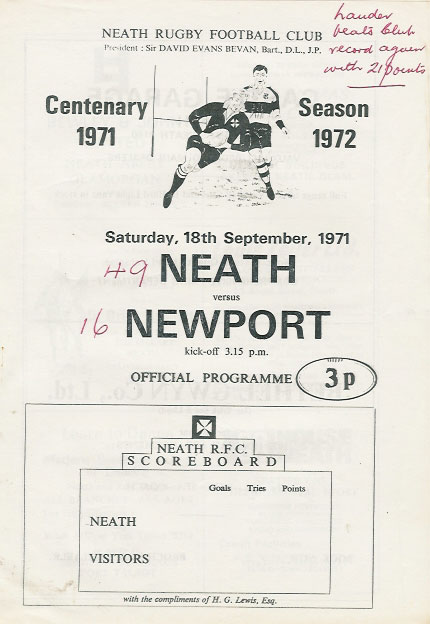 NEATH RUGBY FOOTBALL CLUB
President : Sir DAVID EVANS BEVAN, Bart., D.L., J.P.
hauder
beats Club
record again
with 21 points
Centenary
1971
Season
1972
Saturday, 18th September, 1971
49 NEATH
versus
16 NEWPORT
kick-off 3.15 p.m.
OFFICIAL PROGRAMME 3p
NEATH R.F.C.
SCOREBOARD
Goals Tries Points
NEATH
VISITORS
with the compliments of H. G. Lewis, Esq.